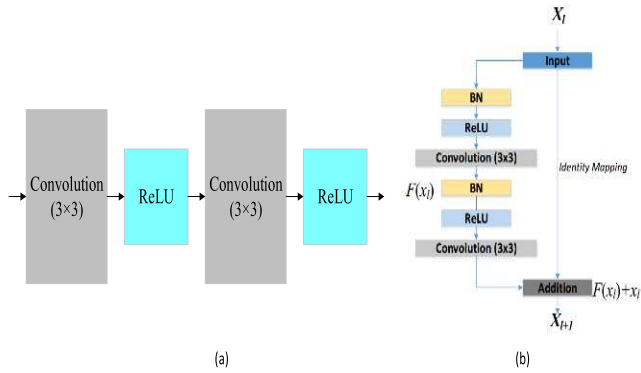 Convolution
(3×3)
ReLU
Convolution
(3×3)
ReLU
(a)
X_l
Input
BN
ReLU
Convolution (3x3)
Identity Mapping
F(x_l)
BN
ReLU
Convolution (3x3)
Addition
F(x_l)+x_l
X_{l+1}
(b)